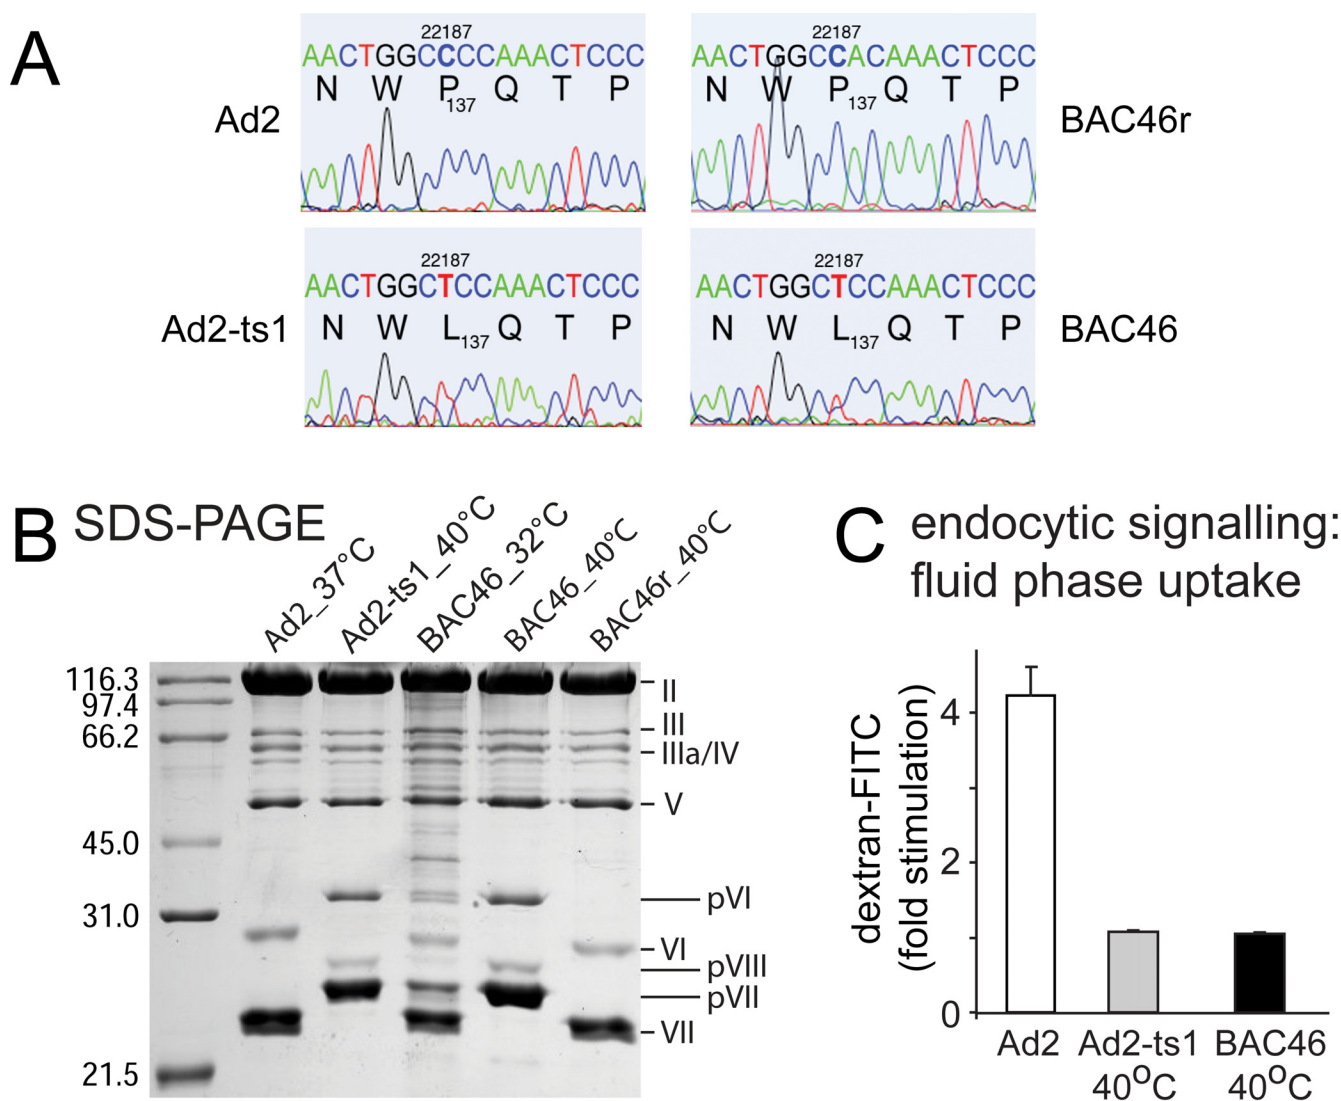 A
22187
AACTGGCCCCCAAACTCCC
N W P137 Q T P
Ad2
22187
AACTGGCCACAAACTCCC
N W P137 Q T P
BAC46r
22187
AACTGGCTCCAAACTCCC
N W L137 Q T P
Ad2-ts1
22187
AACTGGCTCCAAACTCCC
N W L137 Q T P
BAC46
B SDS-PAGE
Ad2_37°C
Ad2-ts1_40°C
BAC46_32°C
BAC46_40°C
BAC46r_40°C
116.3
97.4
66.2
45.0
31.0
21.5
II
III
IIIa/IV
V
pVI
VI
pVIII
pVII
VII
C endocytic signalling:
fluid phase uptake
dextran-FITC
(fold stimulation)
4
2
0
Ad2
Ad2-ts1
40°C
BAC46
40°C